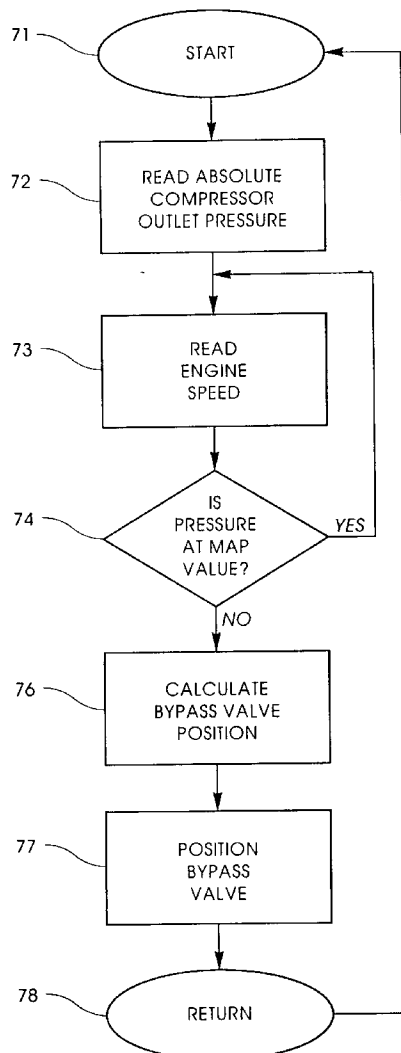 71
START
72
READ ABSOLUTE
COMPRESSOR
OUTLET PRESSURE
73
READ
ENGINE
SPEED
74
IS
PRESSURE
AT MAP
VALUE?
YES
NO
76
CALCULATE
BYPASS VALVE
POSITION
77
POSITION
BYPASS
VALVE
78
RETURN